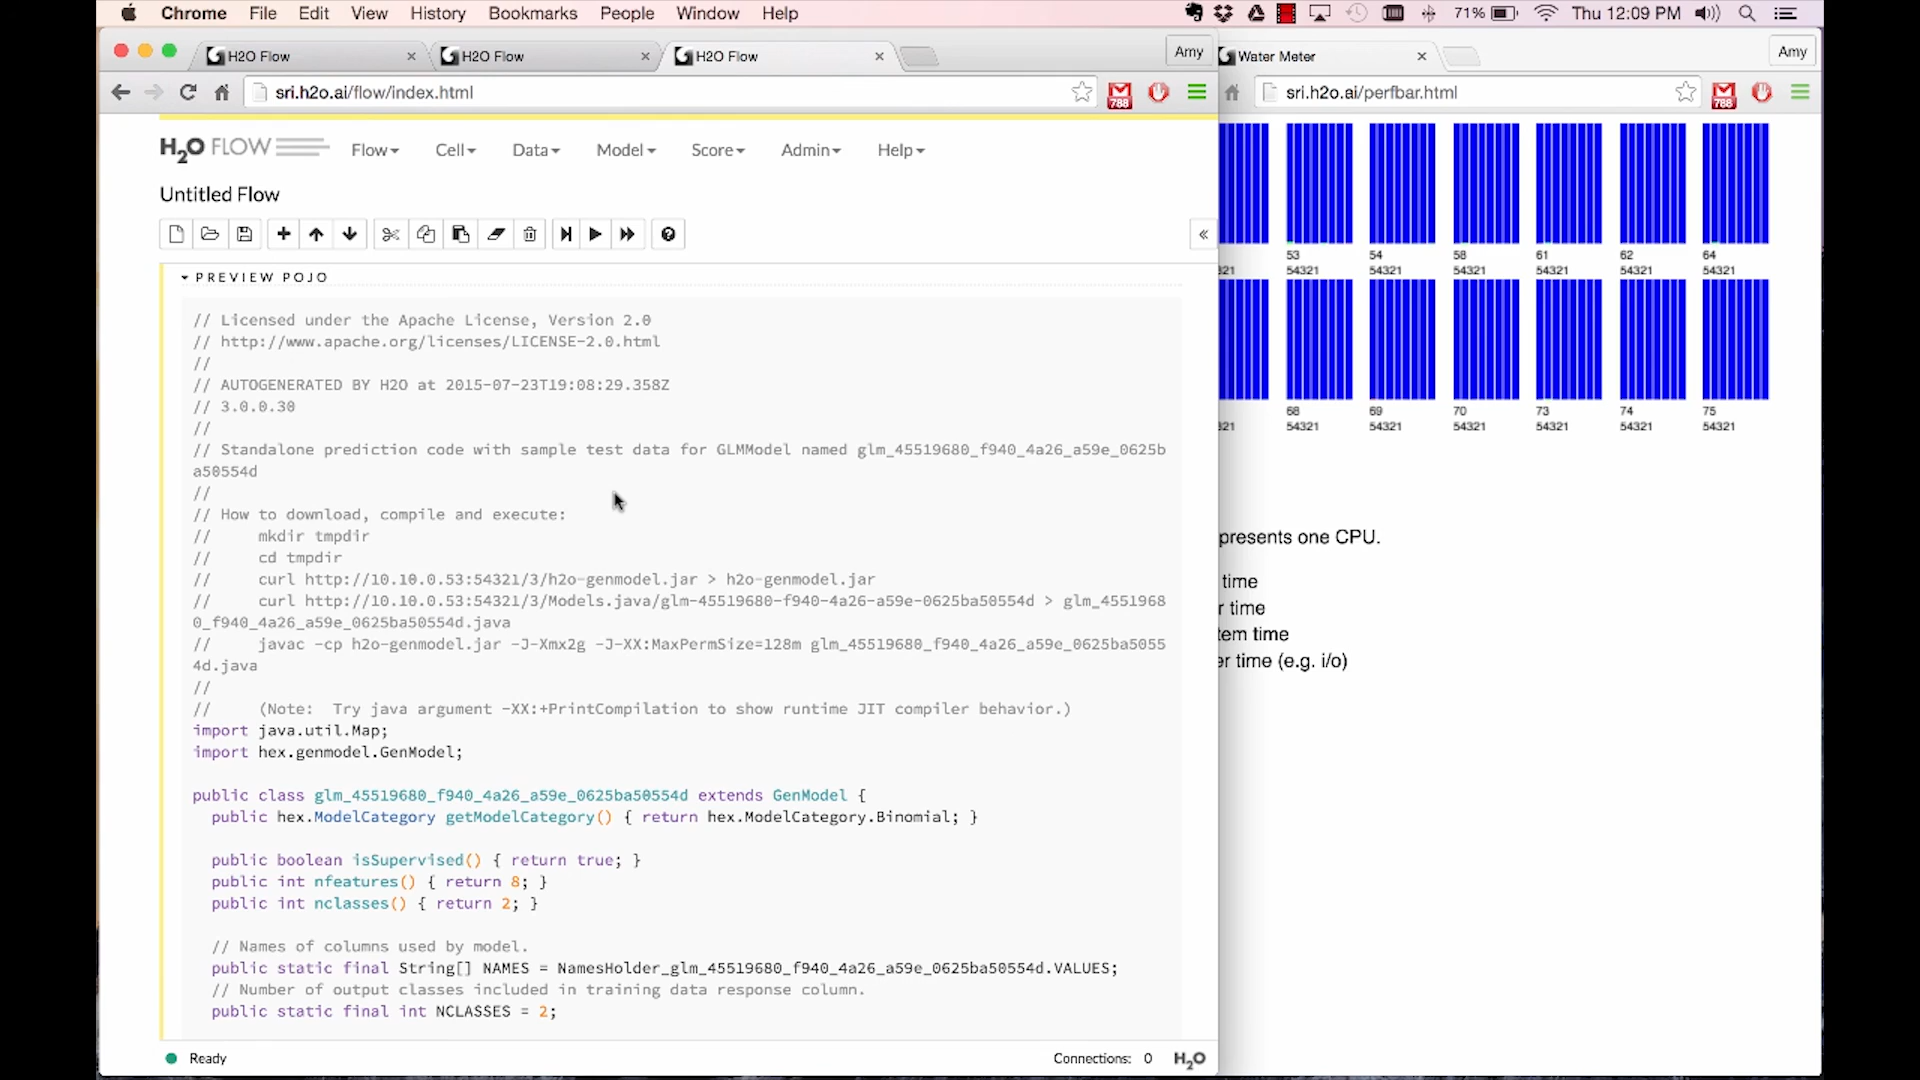 Chrome File Edit View History Bookmarks People Window Help 71% Thu 12:09 PM
H2O Flow H2O Flow H2O Flow Amy Water Meter Amy
sri.h2o.ai/flow/index.html 788 sri.h2o.ai/perfbar.html 788
H2O FLOW Flow Cell Data Model Score Admin Help
Untitled Flow
PREVIEW POJO
// Licensed under the Apache License, Version 2.0
// http://www.apache.org/licenses/LICENSE-2.0.html
//
// AUTOGENERATED BY H2O at 2015-07-23T19:08:29.358Z
// 3.0.0.30
//
// Standalone prediction code with sample test data for GLMModel named glm_45519680_f940_4a26_a59e_0625b
a50554d
//
// How to download, compile and execute:
//     mkdir tmpdir
//     cd tmpdir
//     curl http://10.10.0.53:54321/3/h2o-genmodel.jar > h2o-genmodel.jar
//     curl http://10.10.0.53:54321/3/Models.java/glm-45519680-f940-4a26-a59e-0625ba50554d > glm_4551968
0_f940_4a26_a59e_0625ba50554d.java
//     javac -cp h2o-genmodel.jar -J-Xmx2g -J-XX:MaxPermSize=128m glm_45519680_f940_4a26_a59e_0625ba5055
4d.java
//
//     (Note:  Try java argument -XX:+PrintCompilation to show runtime JIT compiler behavior.)
import java.util.Map;
import hex.genmodel.GenModel;
public class glm_45519680_f940_4a26_a59e_0625ba50554d extends GenModel {
public hex.ModelCategory getModelCategory() { return hex.ModelCategory.Binomial; }
public boolean isSupervised() { return true; }
public int nfeatures() { return 8; }
public int nclasses() { return 2; }
// Names of columns used by model.
public static final String[] NAMES = NamesHolder_glm_45519680_f940_4a26_a59e_0625ba50554d.VALUES;
// Number of output classes included in training data response column.
public static final int NCLASSES = 2;
Ready Connections: 0 H2O
53 54 58 61 62 64
321 54321 54321 54321 54321 54321 54321
68 69 70 73 74 75
321 54321 54321 54321 54321 54321 54321
presents one CPU.
time
r time
tem time
er time (e.g. i/o)